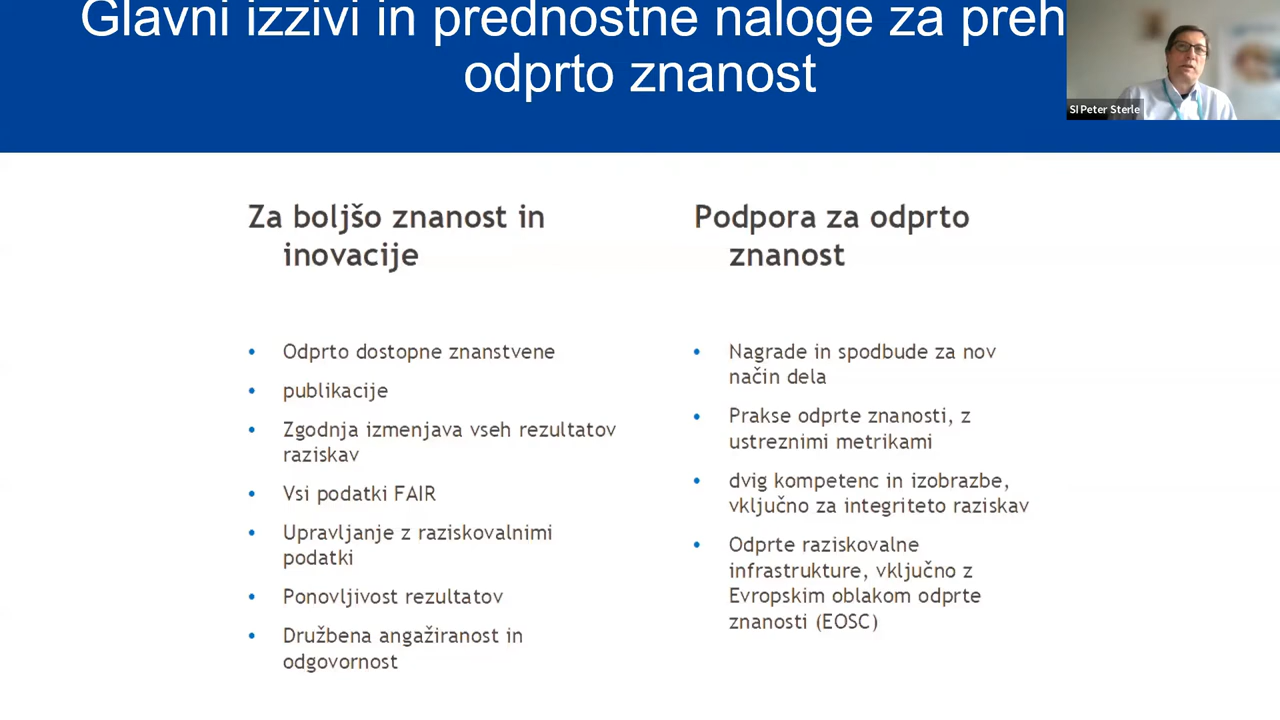 Glavni izzivi in prednostne naloge za preh
odprto znanost
SI Peter Sterle
Za boljšo znanost in
inovacije
• Odprto dostopne znanstvene
• publikacije
• Zgodnja izmenjava vseh rezultatov
raziskav
• Vsi podatki FAIR
• Upravljanje z raziskovalnimi
podatki
• Ponovljivost rezultatov
• Družbena angažiranost in
odgovornost
Podpora za odprto
znanost
• Nagrade in spodbude za nov
način dela
• Prakse odprte znanosti, z
ustreznimi metrikami
• dvig kompetenc in izobrazbe,
vključno za integriteto raziskav
• Odprte raziskovalne
infrastrukture, vključno z
Evropskim oblakom odprte
znanosti (EOSC)